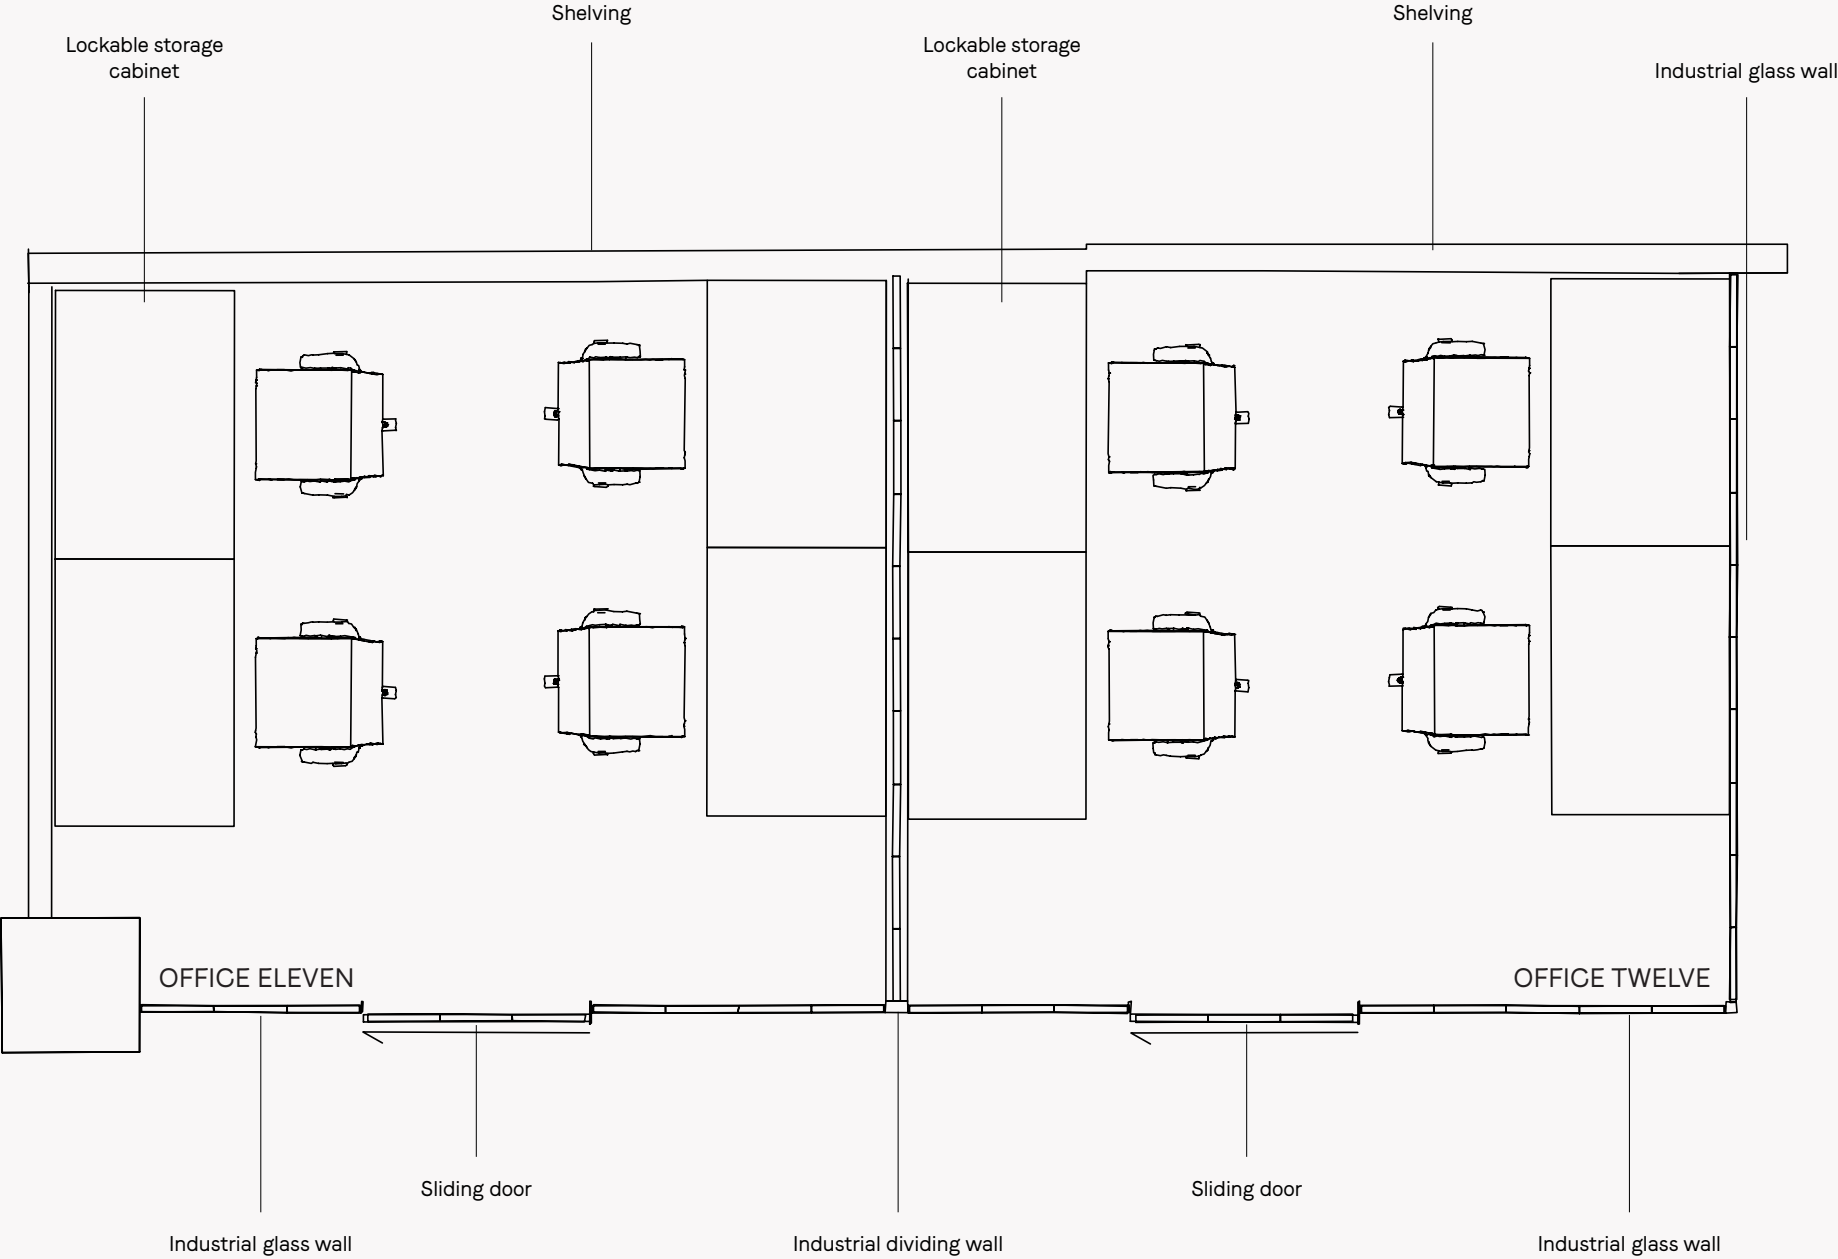 Shelving
Shelving
Lockable storage
cabinet
Lockable storage
cabinet
Industrial glass wall
OFFICE ELEVEN
OFFICE TWELVE
Sliding door
Sliding door
Industrial glass wall
Industrial dividing wall
Industrial glass wall